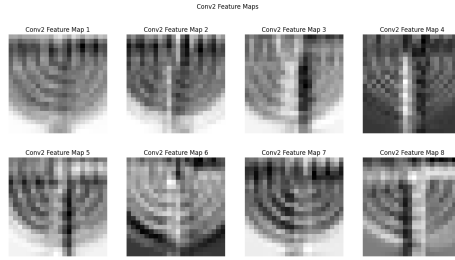 Conv2 Feature Maps
Conv2 Feature Map 1
Conv2 Feature Map 2
Conv2 Feature Map 3
Conv2 Feature Map 4
Conv2 Feature Map 5
Conv2 Feature Map 6
Conv2 Feature Map 7
Conv2 Feature Map 8